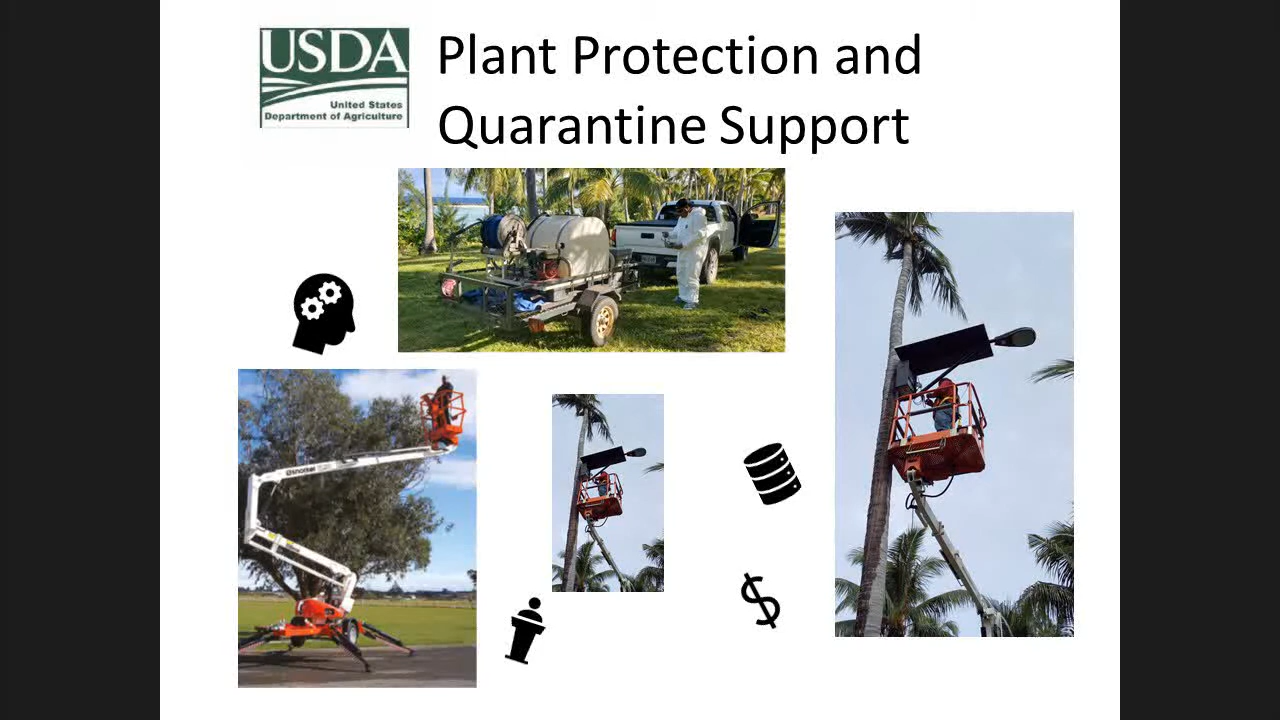 USDA
United States
Department of Agriculture
Plant Protection and
Quarantine Support
snorkel